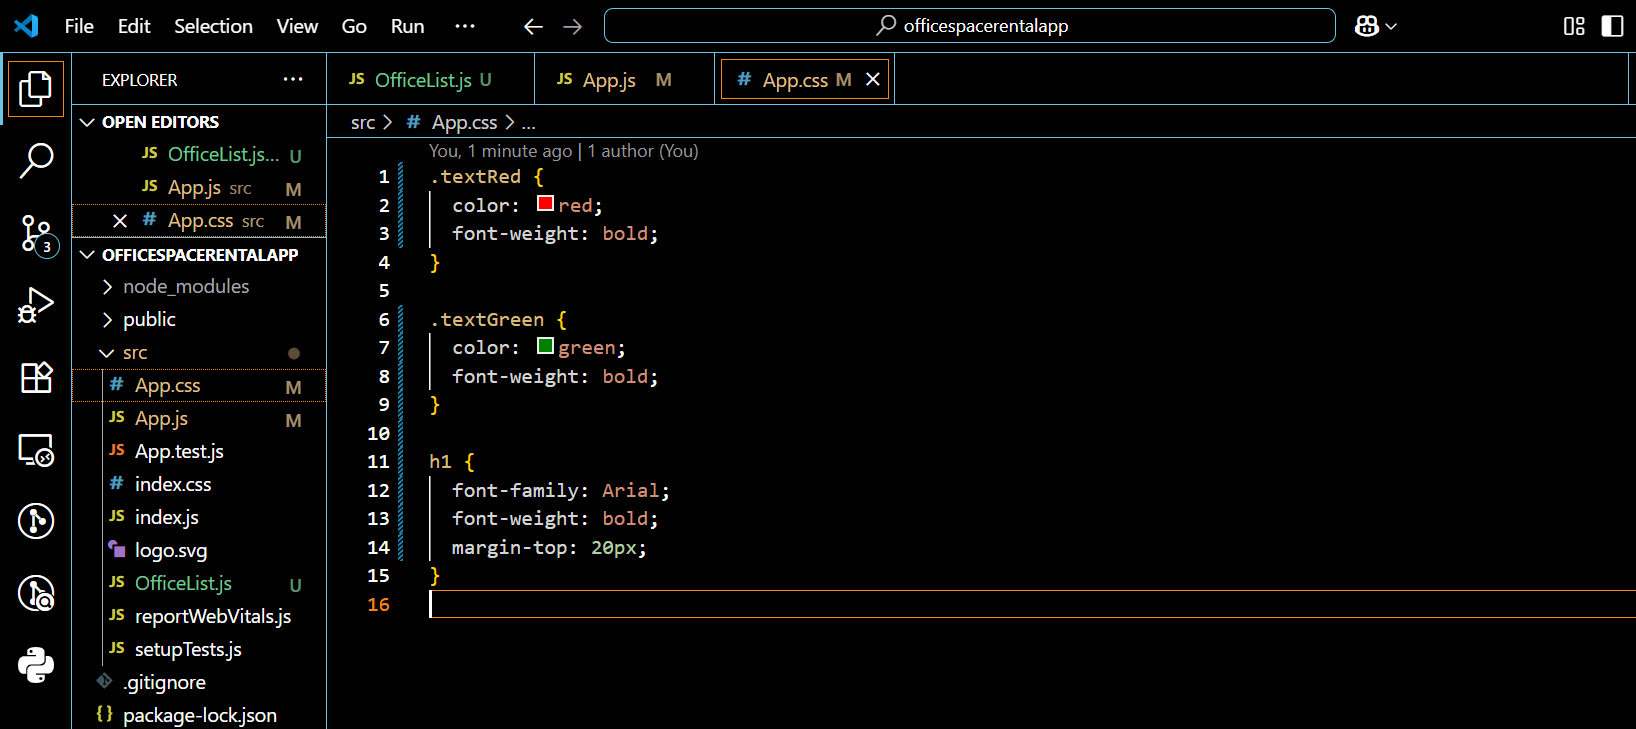 File Edit Selection View Go Run ··· officespacerentalapp
EXPLORER ···
OPEN EDITORS
JS OfficeList.js... U
JS App.js src M
# App.css src M
OFFICESPACERENTALAPP
node_modules
public
src
# App.css M
JS App.js M
JS App.test.js
# index.css
JS index.js
logo.svg
JS OfficeList.js U
JS reportWebVitals.js
JS setupTests.js
.gitignore
{} package-lock.json
3
JS OfficeList.js U JS App.js M # App.css M
src > # App.css > ...
You, 1 minute ago | 1 author (You)
1 .textRed {
2 color: red;
3 font-weight: bold;
4 }
5
6 .textGreen {
7 color: green;
8 font-weight: bold;
9 }
10
11 h1 {
12 font-family: Arial;
13 font-weight: bold;
14 margin-top: 20px;
15 }
16